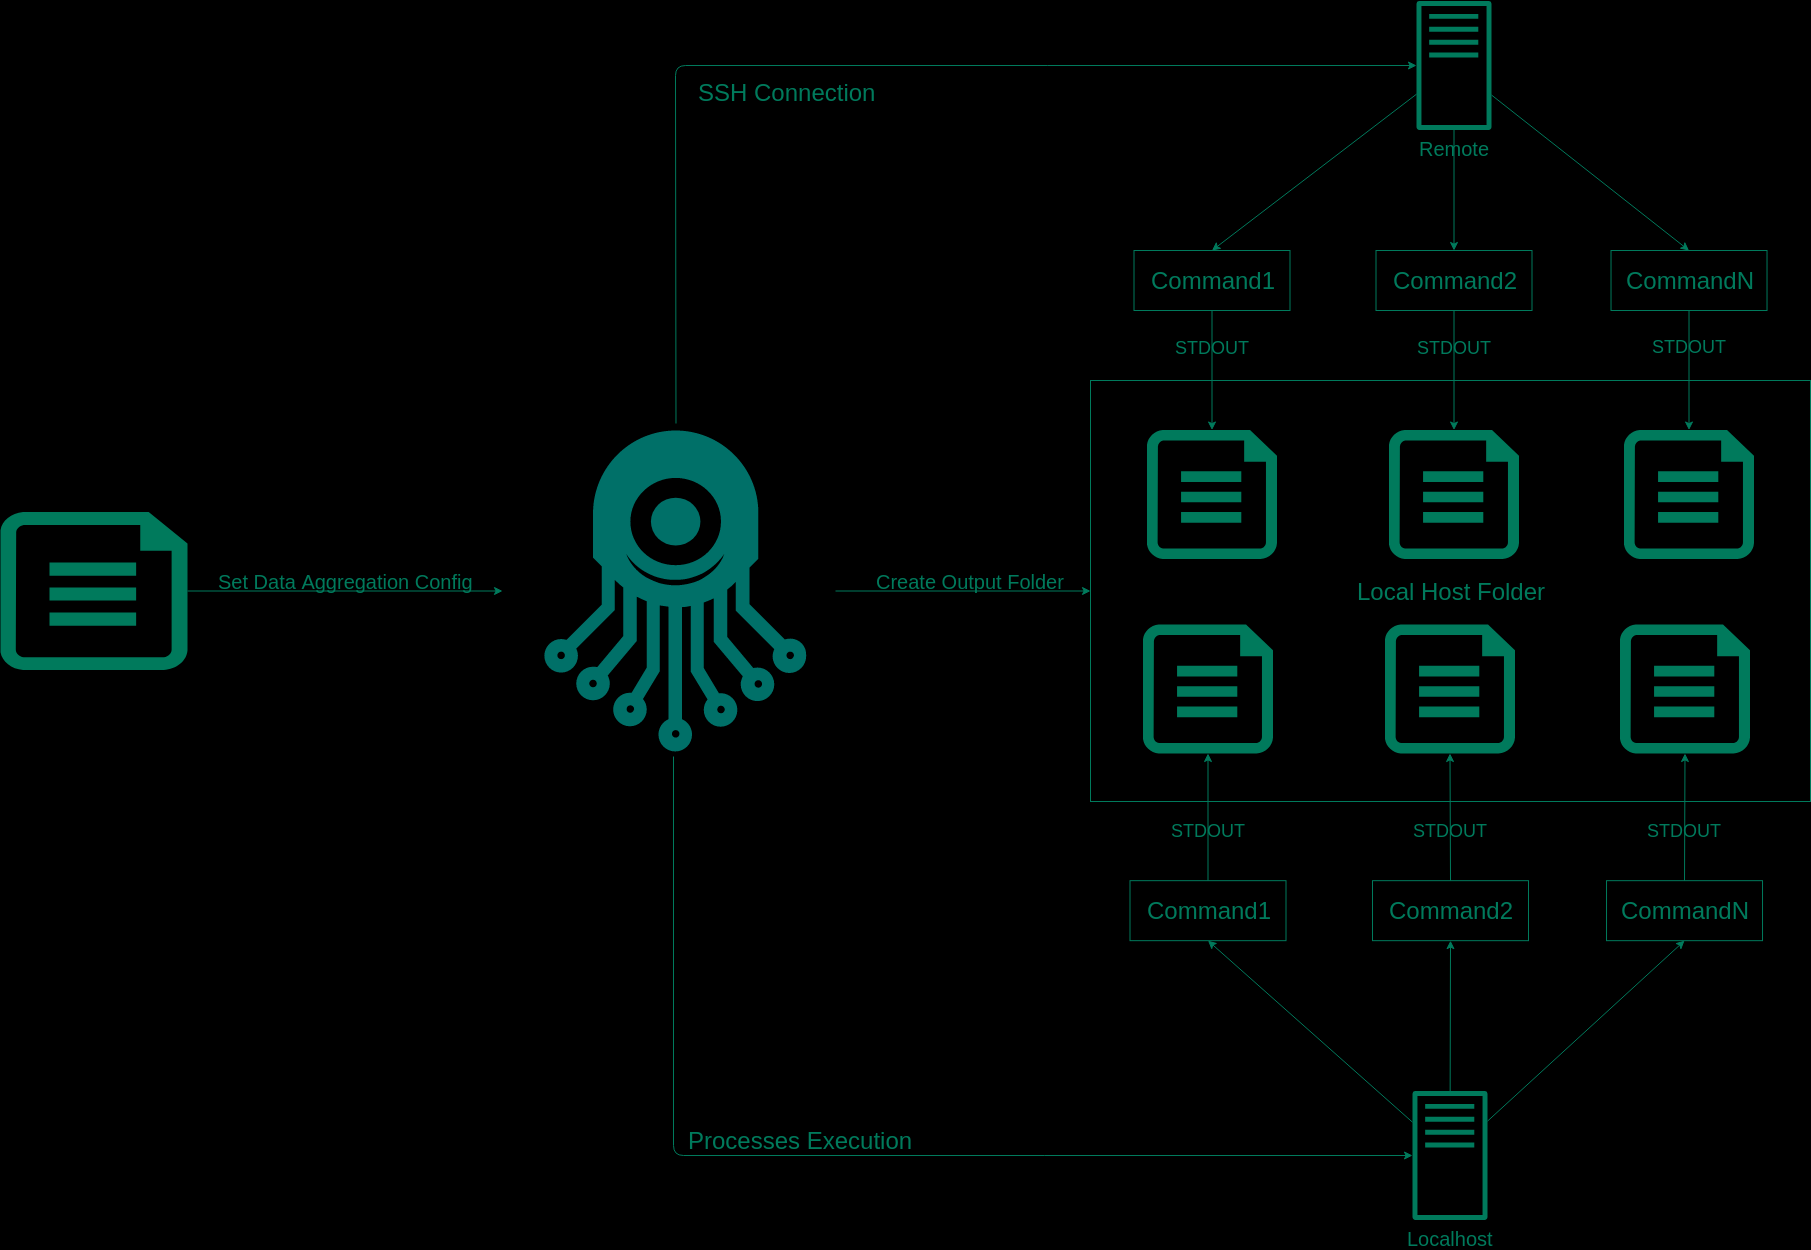 SSH Connection
Remote
Command1
Command2
CommandN
STDOUT
STDOUT
STDOUT
Set Data Aggregation Config
Create Output Folder
Local Host Folder
STDOUT
STDOUT
STDOUT
Command1
Command2
CommandN
Processes Execution
Localhost